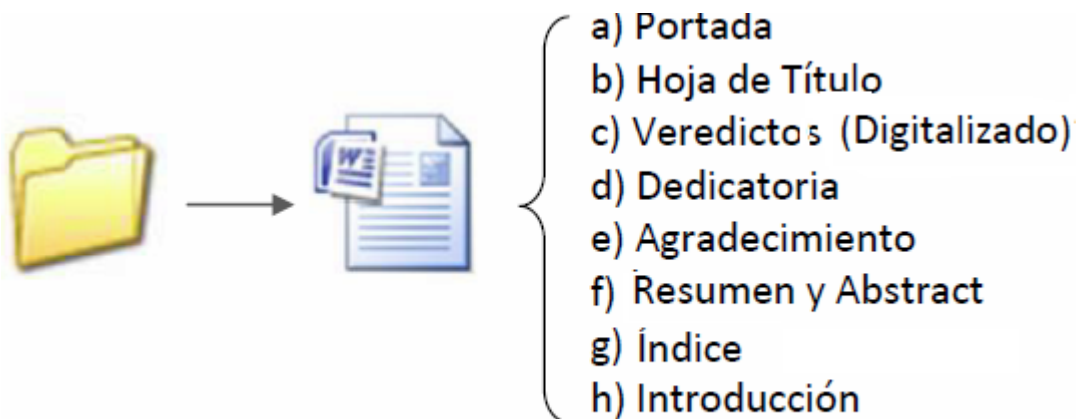 a) Portada
b) Hoja de Título
c) Veredictos (Digitalizado)
d) Dedicatoria
e) Agradecimiento
f) Resumen y Abstract
g) Índice
h) Introducción